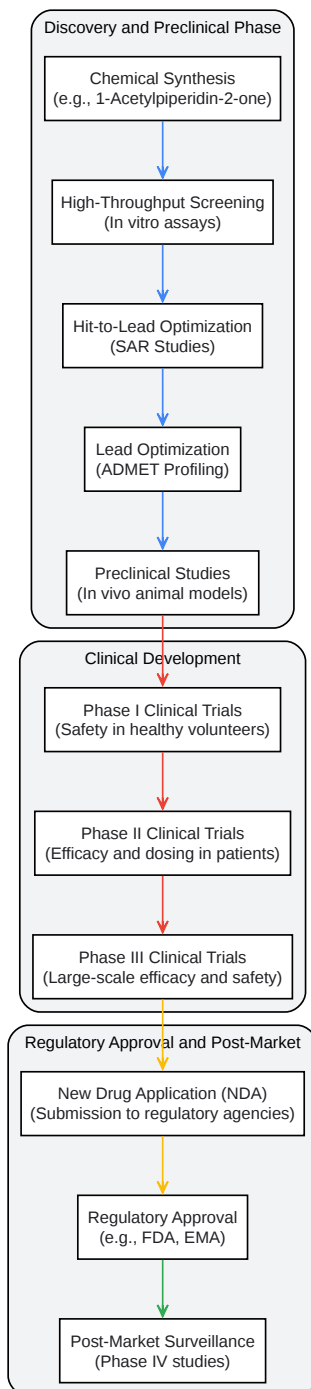 Discovery and Preclinical Phase
Chemical Synthesis
(e.g., 1-Acetylpiperidin-2-one)
High-Throughput Screening
(In vitro assays)
Hit-to-Lead Optimization
(SAR Studies)
Lead Optimization
(ADMET Profiling)
Preclinical Studies
(In vivo animal models)
Clinical Development
Phase I Clinical Trials
(Safety in healthy volunteers)
Phase II Clinical Trials
(Efficacy and dosing in patients)
Phase III Clinical Trials
(Large-scale efficacy and safety)
Regulatory Approval and Post-Market
New Drug Application (NDA)
(Submission to regulatory agencies)
Regulatory Approval
(e.g., FDA, EMA)
Post-Market Surveillance
(Phase IV studies)